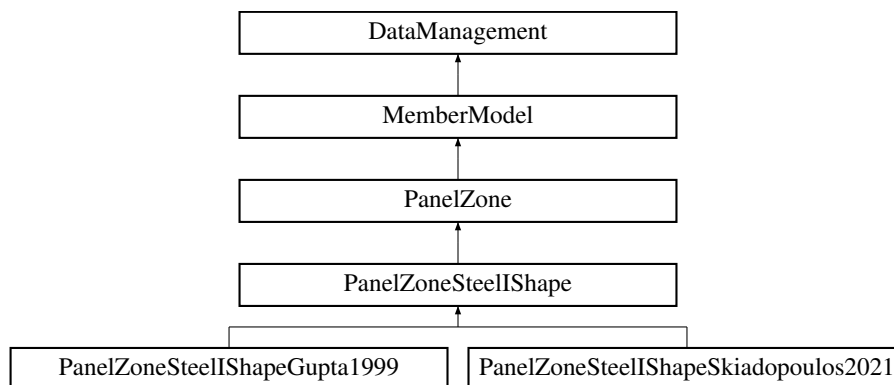 DataManagement
MemberModel
PanelZone
PanelZoneSteelIShape
PanelZoneSteelIShapeGupta1999
PanelZoneSteelIShapeSkiadopoulos2021